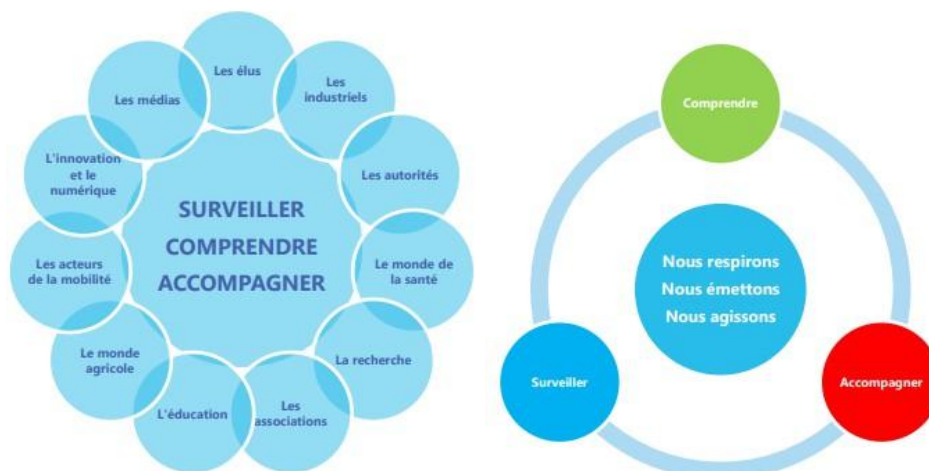 Les élus
Les
industriels
Les autorités
Le monde de
la santé
La recherche
Les
associations
L'éducation
Le monde
agricole
Les acteurs
de la mobilité
L'innovation
et le
numérique
Les médias
SURVEILLER
COMPRENDRE
ACCOMPAGNER
Comprendre
Nous respirons
Nous émettons
Nous agissons
Surveiller
Accompagner